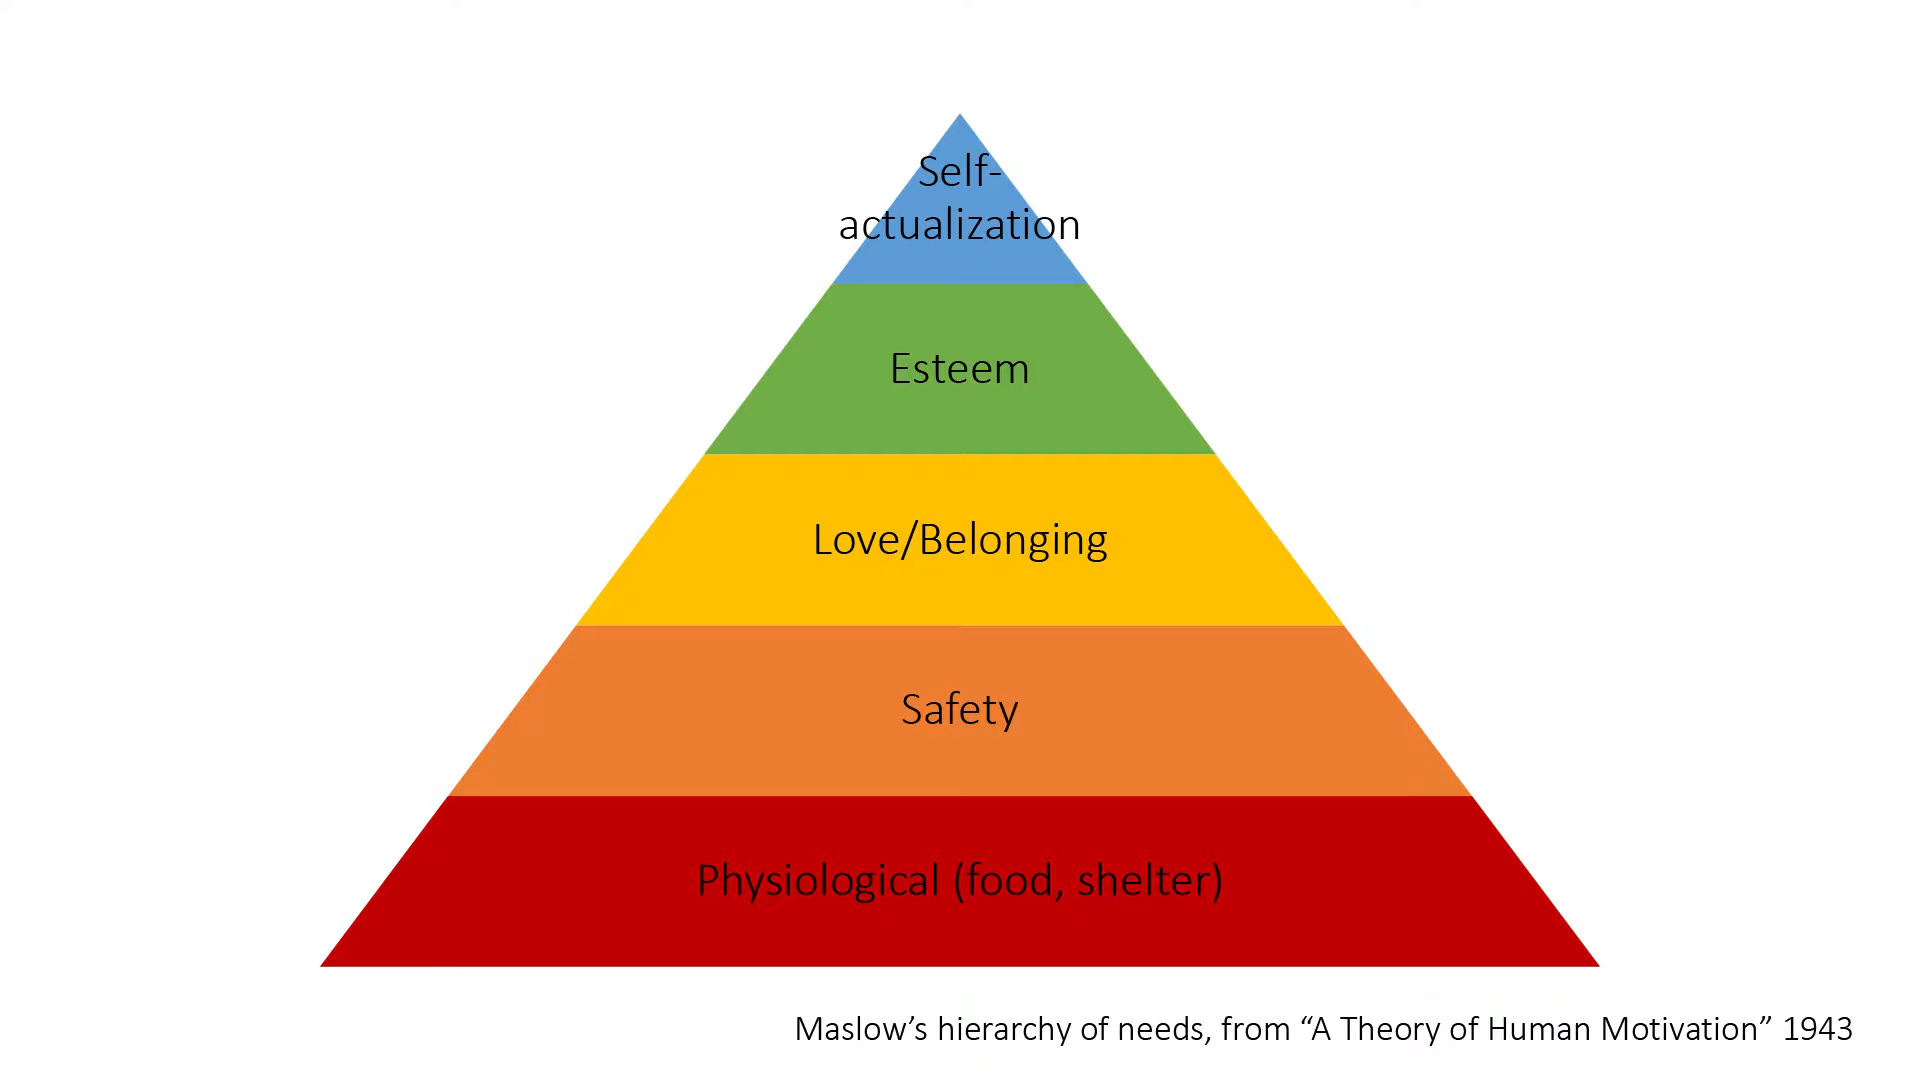 Self-
actualization
Esteem
Love/Belonging
Safety
Physiological (food, shelter)
Maslow’s hierarchy of needs, from “A Theory of Human Motivation” 1943